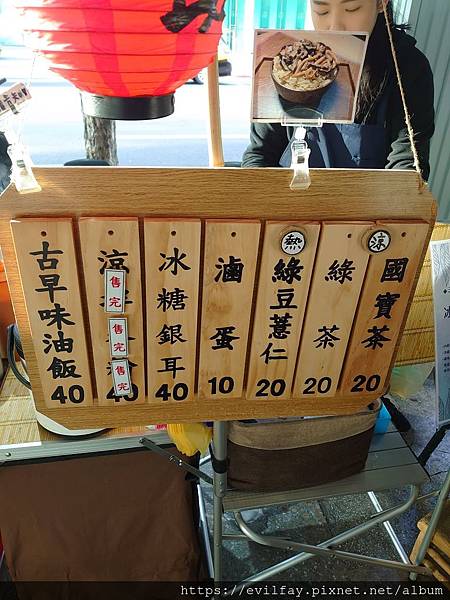 古早味油飯 40
涼
售完
售完
售完
40
冰糖銀耳 40
滷蛋 10
熱
綠豆薏仁 20
綠茶 20
涼
國寶茶 20
https://evilfay.pixnet.net/album